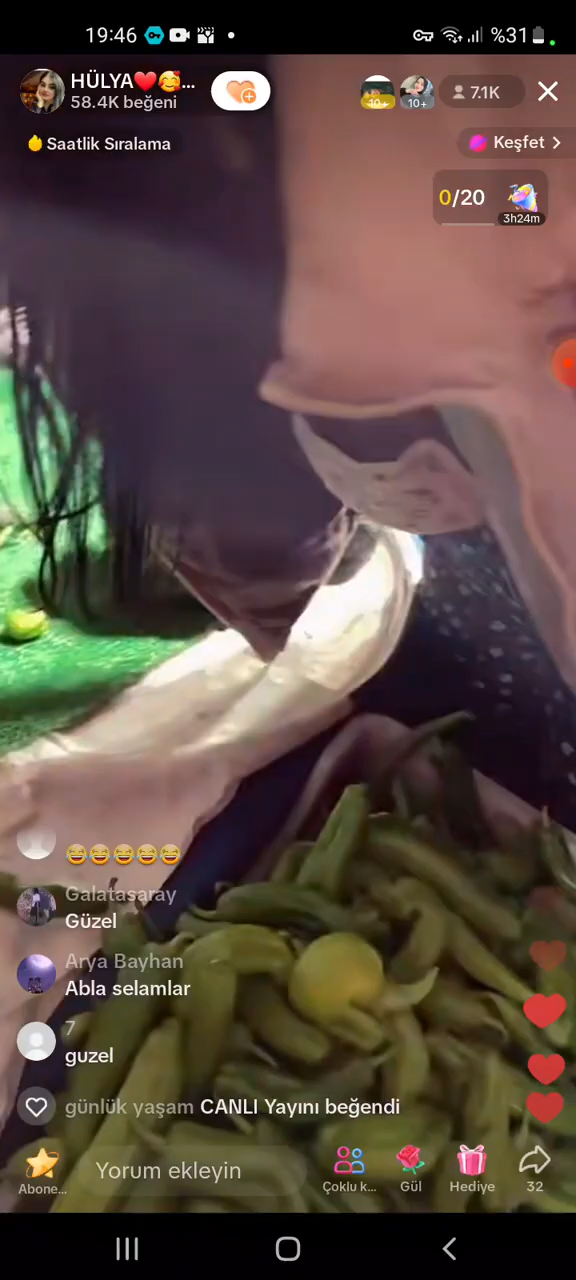 19:46
%31
HÜLYA❤️🥰...
58.4K beğeni
10+
10+
7.1K
Saatlik Sıralama
Keşfet
0/20
3h24m
😂😂😂😂😂
Galatasaray
Güzel
Arya Bayhan
Abla selamlar
7
guzel
günlük yaşam CANLI Yayını beğendi
Abone...
Yorum ekleyin
Çoklu k...
Gül
Hediye
32